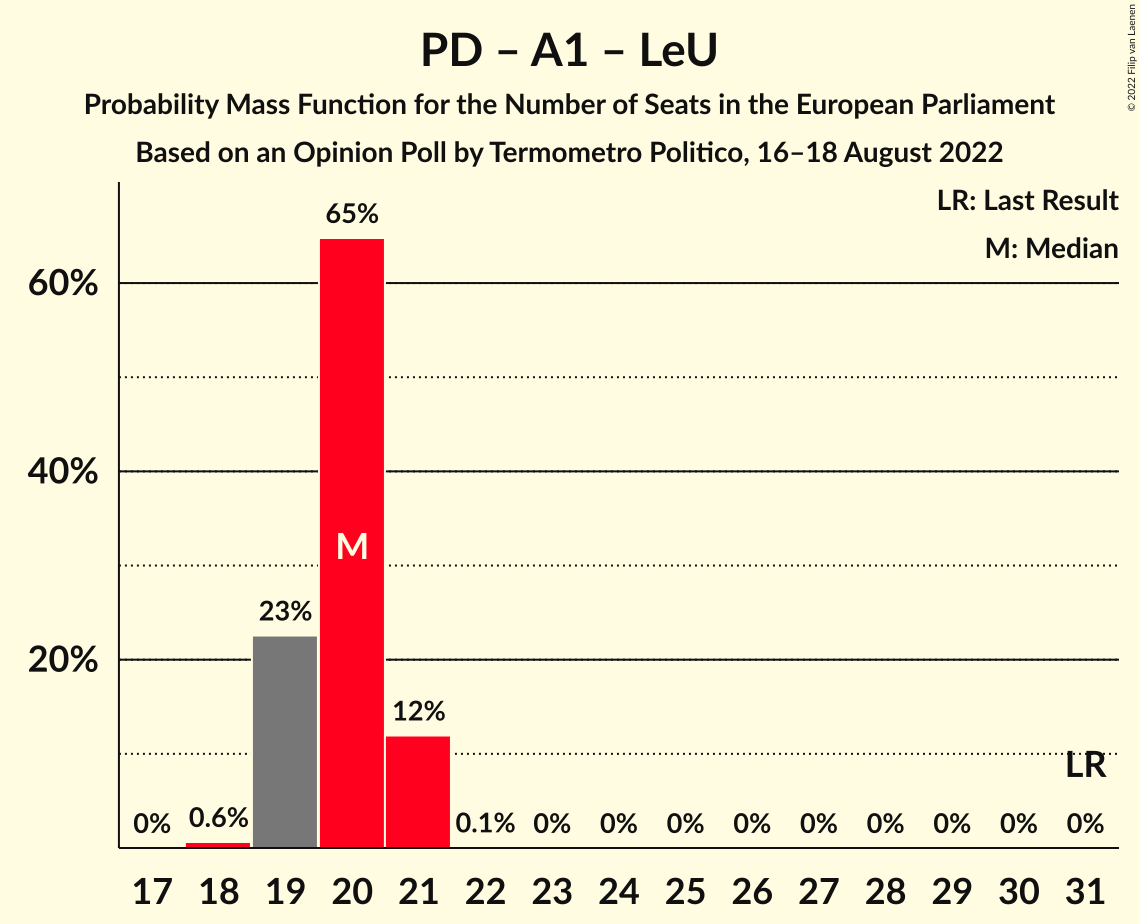 PD – A1 – LeU
Probability Mass Function for the Number of Seats in the European Parliament
Based on an Opinion Poll by Termometro Politico, 16–18 August 2022
© 2022 Filip van Laenen
LR: Last Result
M: Median
60%
40%
20%
0%
0.6%
23%
65%
M
12%
0.1%
0%
0%
0%
0%
0%
0%
0%
0%
LR
0%
17 18 19 20 21 22 23 24 25 26 27 28 29 30 31